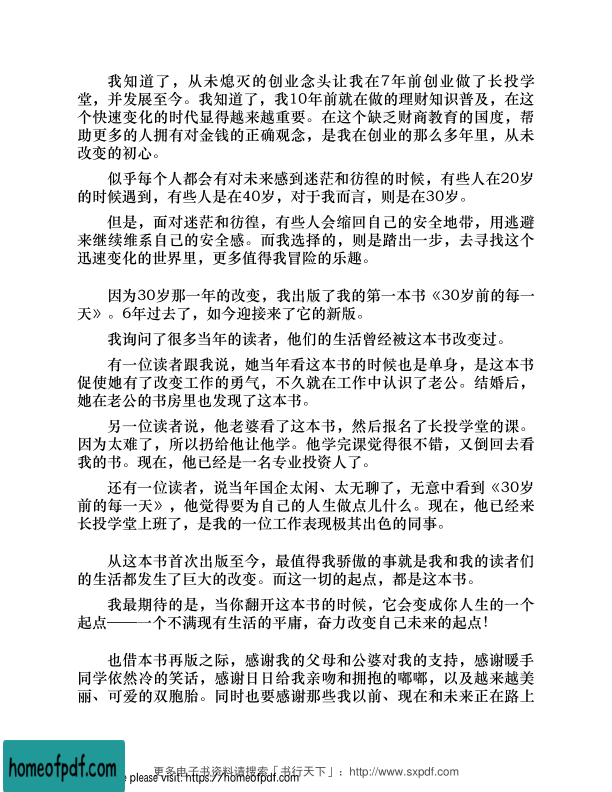 我知道了，从未熄灭的创业念头让我在7年前创业做了长投学
堂，并发展至今。我知道了，我10年前就在做的理财知识普及，在这
个快速变化的时代显得越来越重要。在这个缺乏财商教育的国度，帮
助更多的人拥有对金钱的正确观念，是我在创业的那么多年里，从未
改变的初心。
似乎每个人都会有对未来感到迷茫和彷徨的时候，有些人在20岁
的时候遇到，有些人是在40岁，对于我而言，则是在30岁。
但是，面对迷茫和彷徨，有些人会缩回自己的安全地带，用逃避
来继续维系自己的安全感。而我选择的，则是踏出一步，去寻找这个
迅速变化的世界里，更多值得我冒险的乐趣。
因为30岁那一年的改变，我出版了我的第一本书《30岁前的每一
天》。6年过去了，如今迎接来了它的新版。
我询问了很多当年的读者，他们的生活曾经被这本书改变过。
有一位读者跟我说，她当年看这本书的时候也是单身，是这本书
促使她有了改变工作的勇气，不久就在工作中认识了老公。结婚后，
她在老公的书房里也发现了这本书。
另一位读者说，他老婆看了这本书，然后报名了长投学堂的课。
因为太难了，所以扔给他让他学。他学完课觉得很不错，又倒回去看
我的书。现在，他已经是一名专业投资人了。
还有一位读者，说当年国企太闲、太无聊了，无意中看到《30岁
前的每一天》，他觉得要为自己的人生做点儿什么。现在，他已经来
长投学堂上班了，是我的一位工作表现极其出色的同事。
从这本书首次出版至今，最值得我骄傲的事就是我和我的读者们
的生活都发生了巨大的改变。而这一切的起点，都是这本书。
我最期待的是，当你翻开这本书的时候，它会变成你人生的一个
起点——一个不满现有生活的平庸，奋力改变自己未来的起点！
也借本书再版之际，感谢我的父母和公婆对我的支持，感谢暖手
同学依然冷的笑话，感谢日日给我亲吻和拥抱的嘟嘟，以及越来越美
丽、可爱的双胞胎。同时也要感谢那些我以前、现在和未来正在路上
更多电子书资料请搜索「书行天下」：http://www.sxpdf.com
homeofpdf.com
e please visit: https://homeofpdf.com